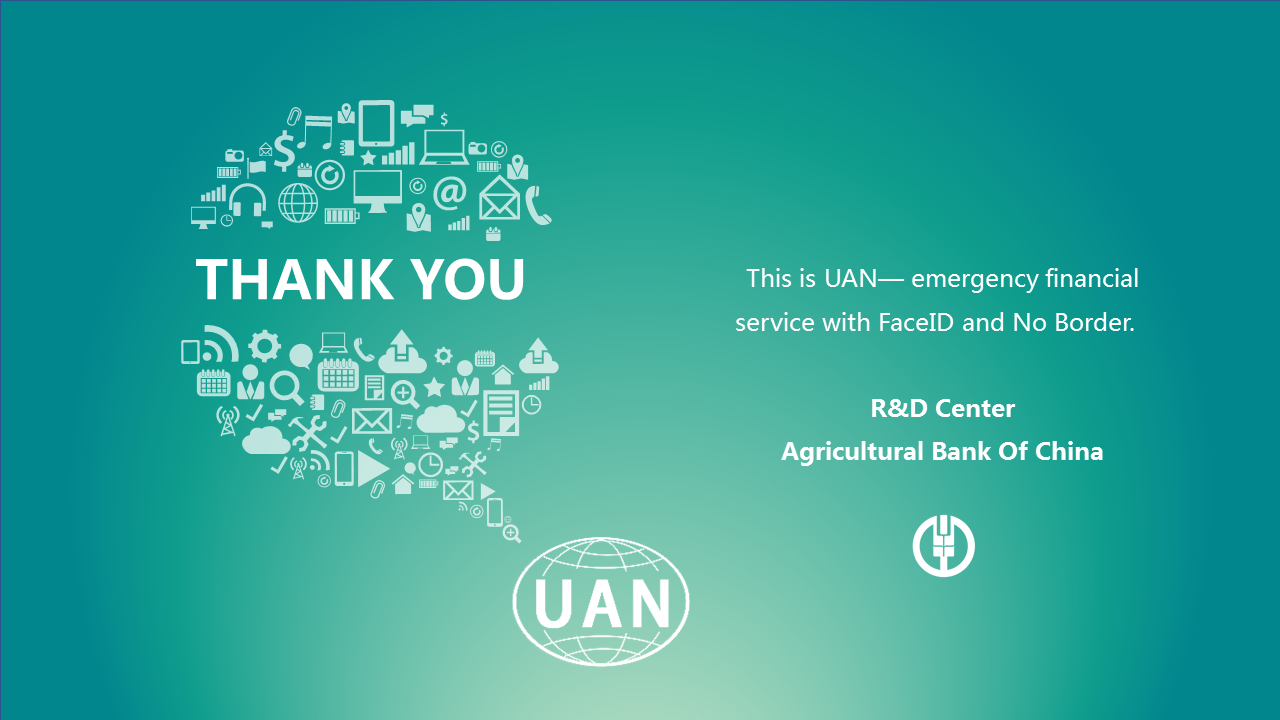 THANK YOU
This is UAN— emergency financial
service with FaceID and No Border.
R&D Center
Agricultural Bank Of China
UAN